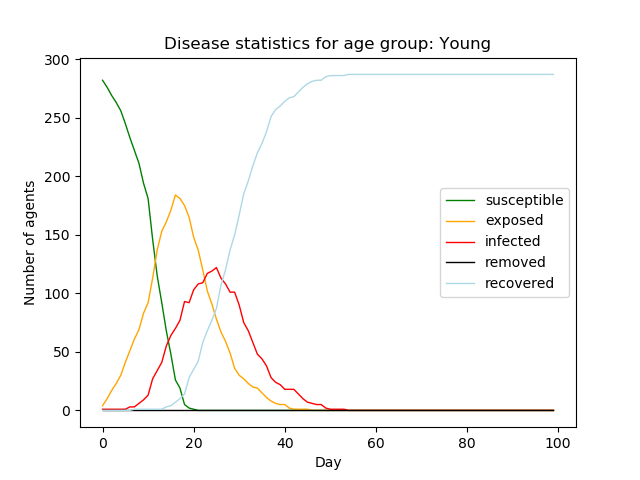 Disease statistics for age group: Young
Number of agents
300
250
200
150
100
50
0
susceptible
exposed
infected
removed
recovered
0 20 40 60 80 100
Day